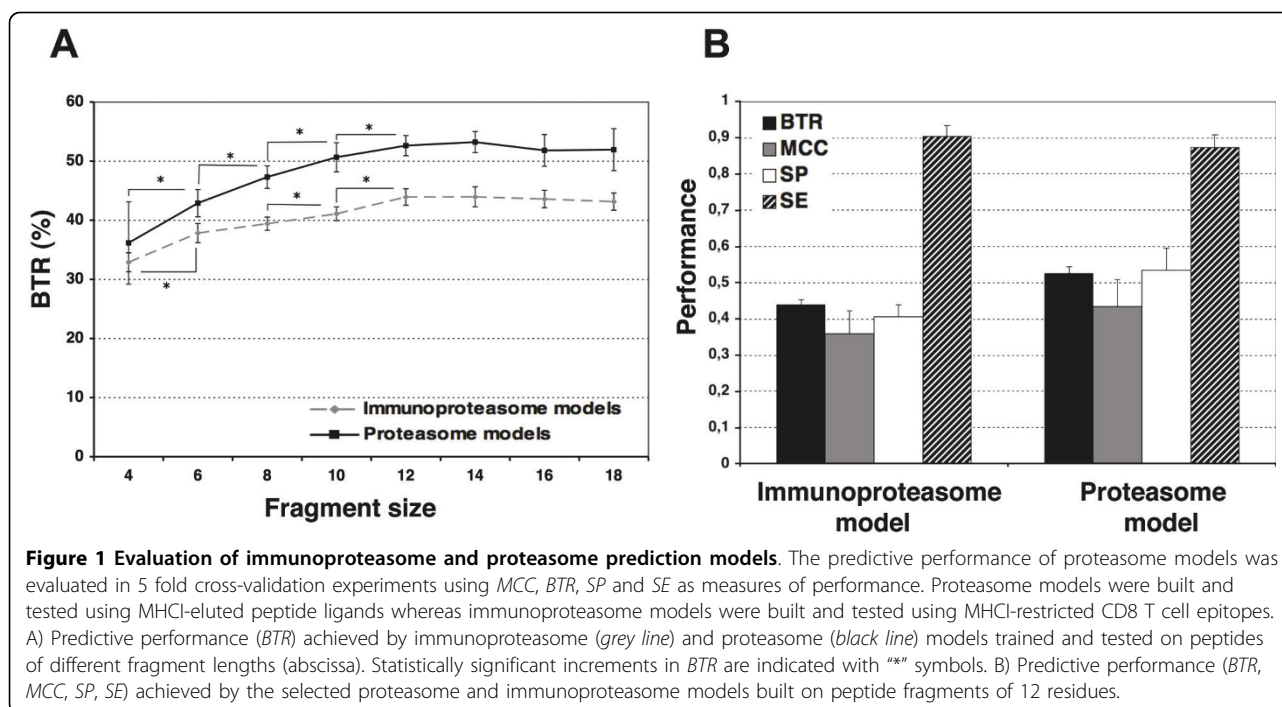 A
60
50
40
30
20
10
0
BTR (%)
* * * *
* * *
Immunoproteasome models
Proteasome models
4 6 8 10 12 14 16 18
Fragment size
B
1
0,9
0,8
0,7
0,6
0,5
0,4
0,3
0,2
0,1
0
Performance
BTR
MCC
SP
SE
Immunoproteasome
model
Proteasome
model
Figure 1 Evaluation of immunoproteasome and proteasome prediction models. The predictive performance of proteasome models was
evaluated in 5 fold cross-validation experiments using MCC, BTR, SP and SE as measures of performance. Proteasome models were built and
tested using MHCI-eluted peptide ligands whereas immunoproteasome models were built and tested using MHCI-restricted CD8 T cell epitopes.
A) Predictive performance (BTR) achieved by immunoproteasome (grey line) and proteasome (black line) models trained and tested on peptides
of different fragment lengths (abscissa). Statistically significant increments in BTR are indicated with “*” symbols. B) Predictive performance (BTR,
MCC, SP, SE) achieved by the selected proteasome and immunoproteasome models built on peptide fragments of 12 residues.